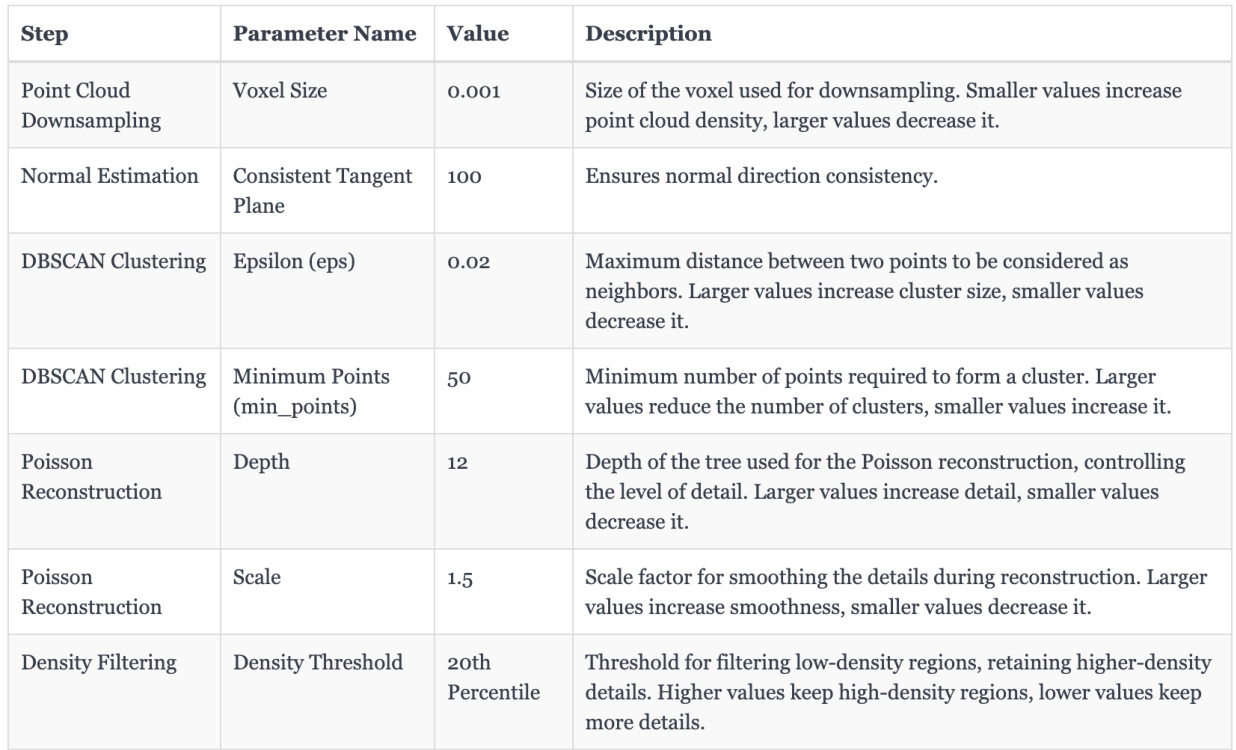 Step Parameter Name Value Description
Point Cloud Voxel Size 0.001 Size of the voxel used for downsampling. Smaller values increase
Downsampling point cloud density, larger values decrease it.
Normal Estimation Consistent Tangent 100 Ensures normal direction consistency.
Plane
DBSCAN Clustering Epsilon (eps) 0.02 Maximum distance between two points to be considered as
neighbors. Larger values increase cluster size, smaller values
decrease it.
DBSCAN Clustering Minimum Points 50 Minimum number of points required to form a cluster. Larger
(min_points) values reduce the number of clusters, smaller values increase it.
Poisson Depth 12 Depth of the tree used for the Poisson reconstruction, controlling
Reconstruction the level of detail. Larger values increase detail, smaller values
decrease it.
Poisson Scale 1.5 Scale factor for smoothing the details during reconstruction. Larger
Reconstruction values increase smoothness, smaller values decrease it.
Density Filtering Density Threshold 20th Threshold for filtering low-density regions, retaining higher-density
Percentile details. Higher values keep high-density regions, lower values keep
more details.